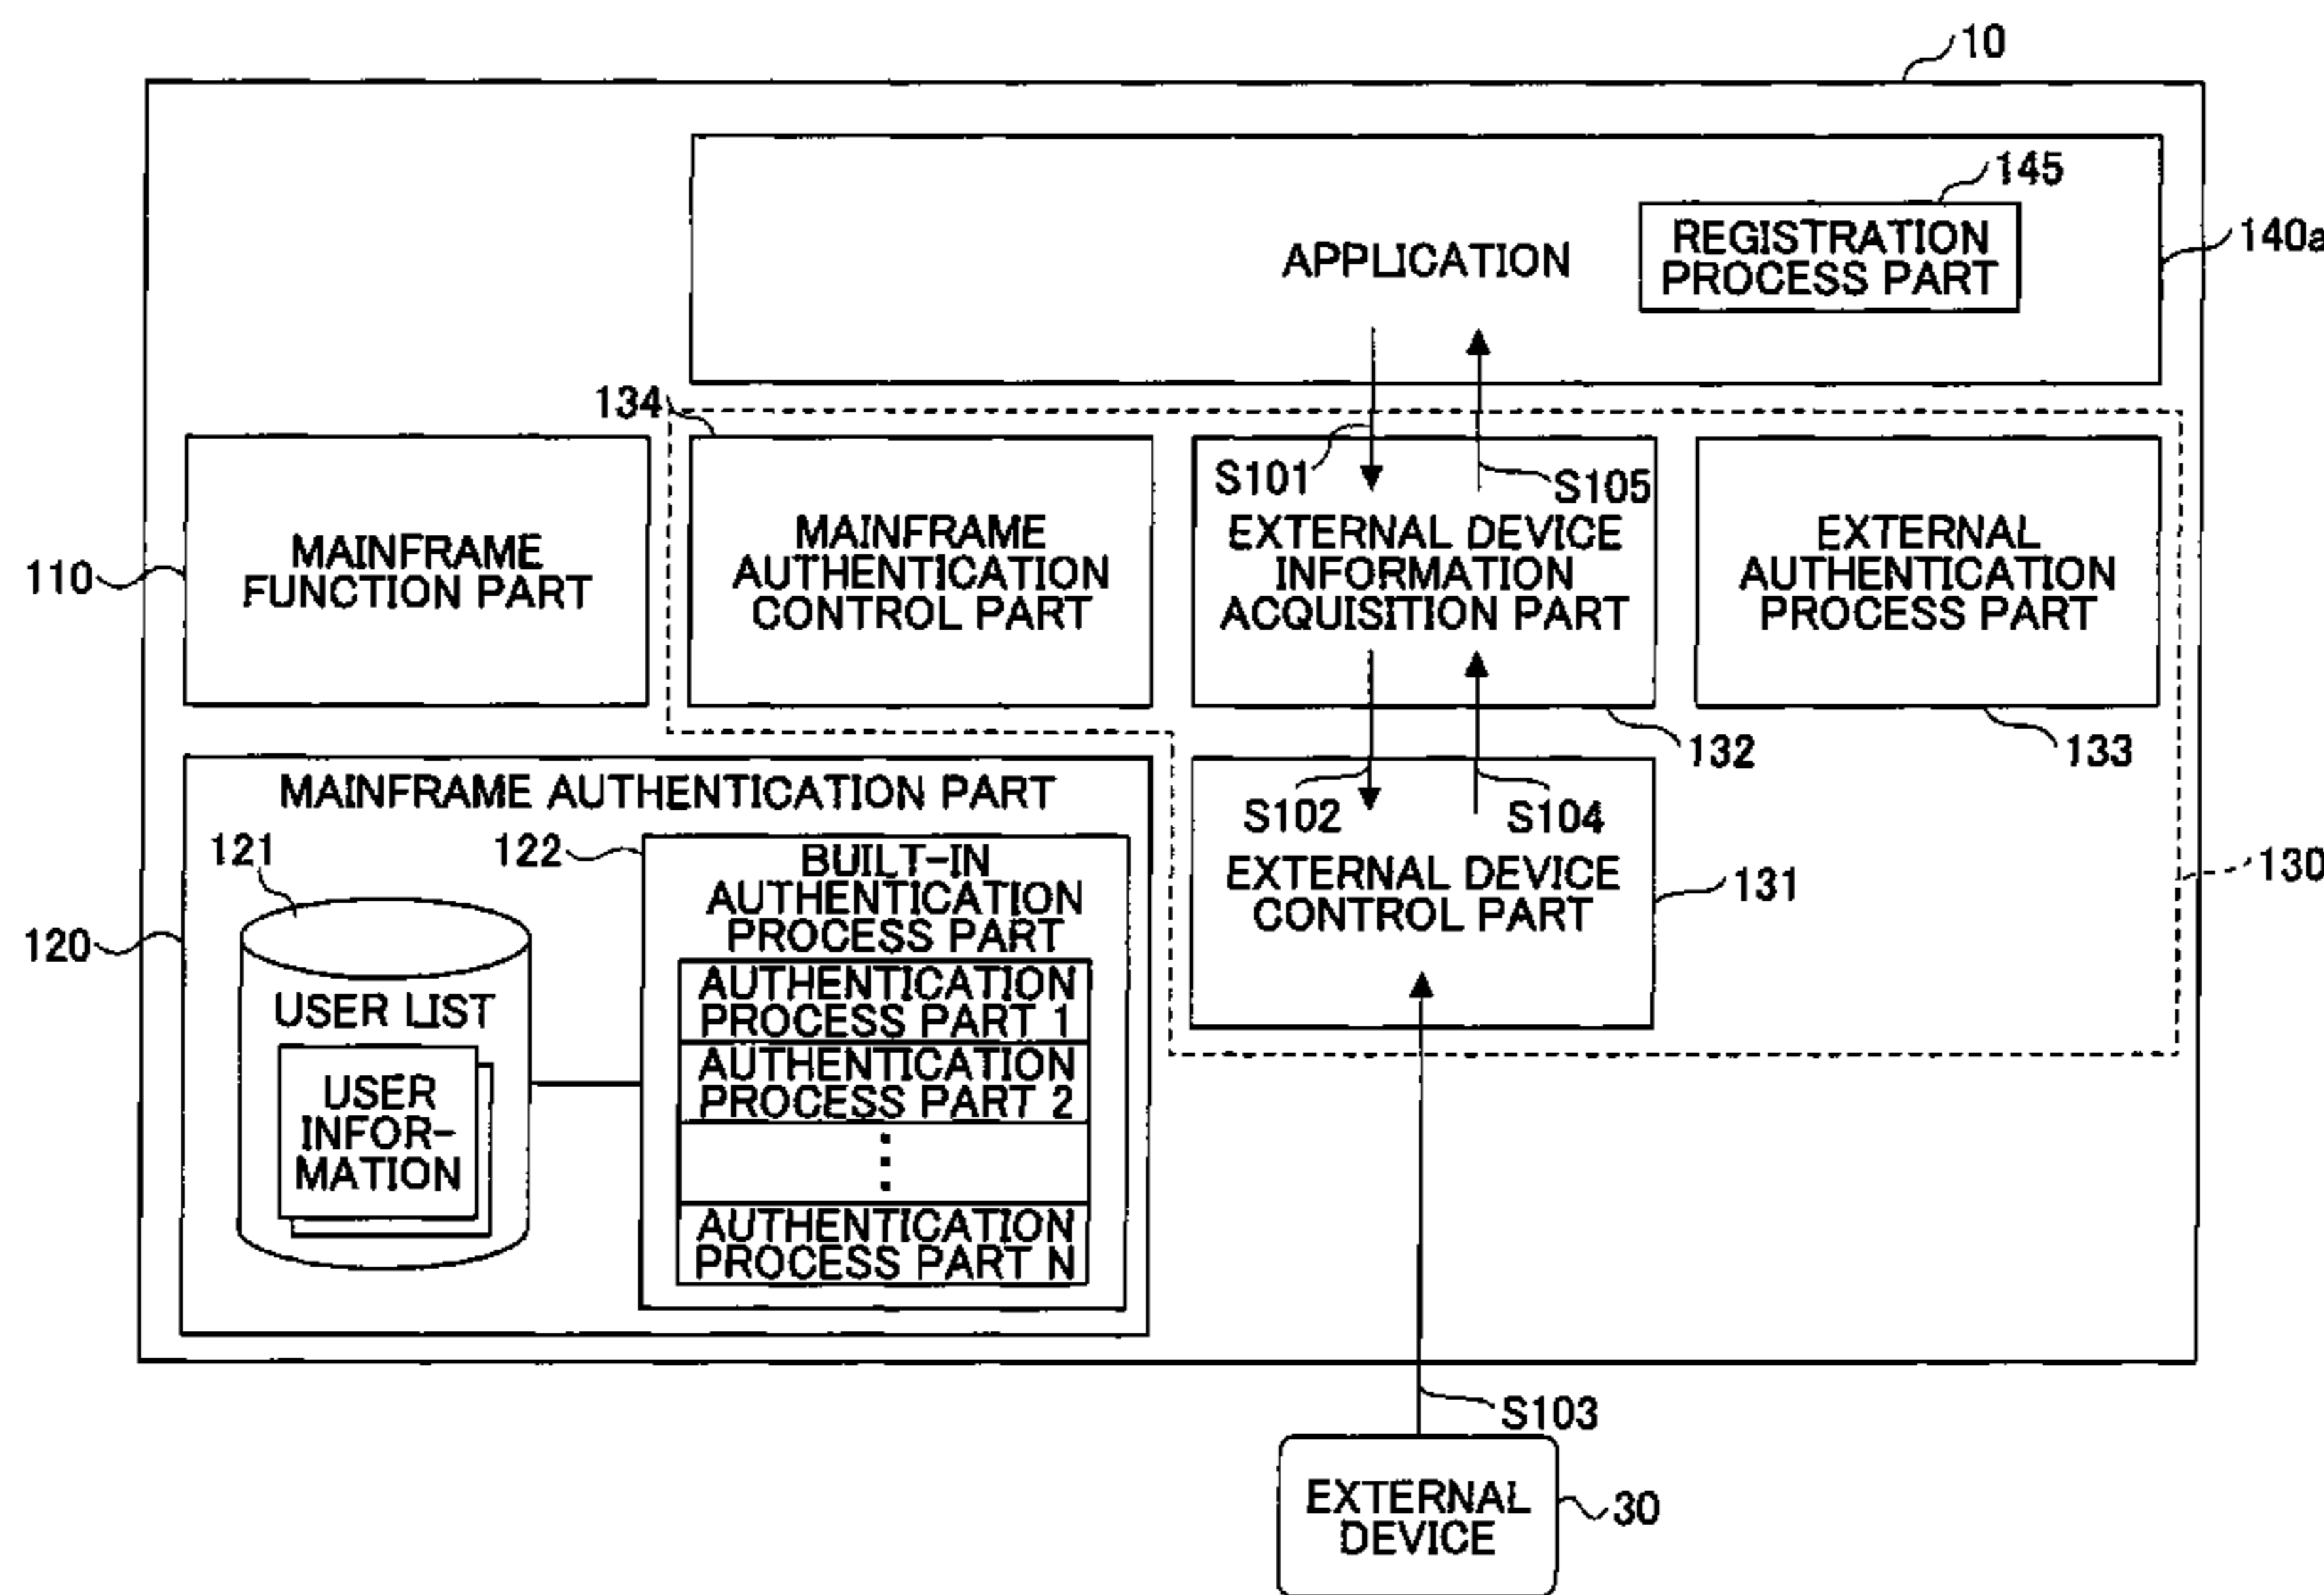 10
145
REGISTRATION
PROCESS PART
140a
APPLICATION
134
S101
S105
110
MAINFRAME
FUNCTION PART
MAINFRAME
AUTHENTICATION
CONTROL PART
EXTERNAL DEVICE
INFORMATION
ACQUISITION PART
EXTERNAL
AUTHENTICATION
PROCESS PART
132
133
MAINFRAME AUTHENTICATION PART
S102
S104
121
122
BUILT-IN
AUTHENTICATION
PROCESS PART
EXTERNAL DEVICE
CONTROL PART
131
130
120
USER LIST
USER
INFOR-
MATION
AUTHENTICATION
PROCESS PART 1
AUTHENTICATION
PROCESS PART 2
⋮
AUTHENTICATION
PROCESS PART N
S103
EXTERNAL
DEVICE
30